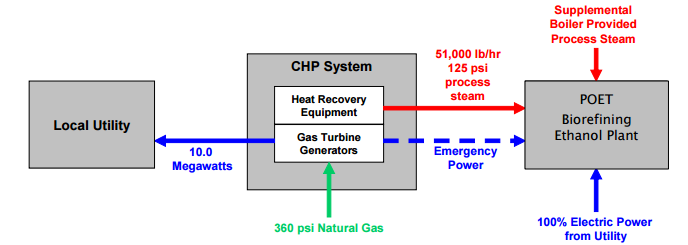 Supplemental
Boiler Provided
Process Steam
51,000 lb/hr
125 psi
process
steam
CHP System
Heat Recovery
Equipment
Gas Turbine
Generators
Local Utility
10.0
Megawatts
Emergency
Power
POET
Biorefining
Ethanol Plant
360 psi Natural Gas
100% Electric Power
from Utility